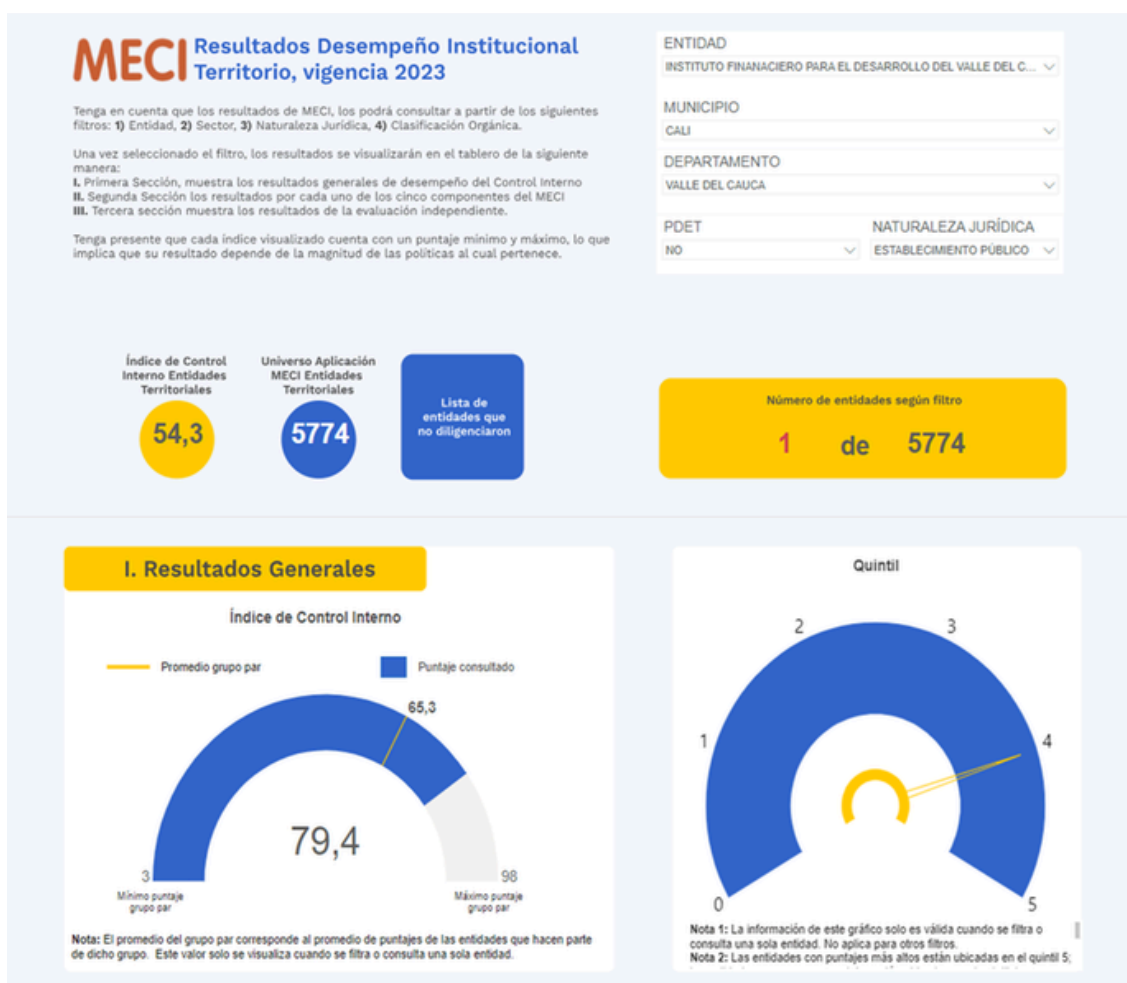 MECI Resultados Desempeño Institucional
Territorio, vigencia 2023
Tenga en cuenta que los resultados de MECI, los podrá consultar a partir de los siguientes
filtros: 1) Entidad, 2) Sector, 3) Naturaleza Jurídica, 4) Clasificación Orgánica.
Una vez seleccionado el filtro, los resultados se visualizarán en el tablero de la siguiente
manera:
I. Primera Sección, muestra los resultados generales de desempeño del Control Interno
II. Segunda Sección los resultados por cada uno de los cinco componentes del MECI
III. Tercera sección muestra los resultados de la evaluación independiente.
Tenga presente que cada índice visualizado cuenta con un puntaje mínimo y máximo, lo que
implica que su resultado depende de la magnitud de las políticas al cual pertenece.
ENTIDAD
INSTITUTO FINANACIERO PARA EL DESARROLLO DEL VALLE DEL C...
MUNICIPIO
CALI
DEPARTAMENTO
VALLE DEL CAUCA
PDET
NO
NATURALEZA JURÍDICA
ESTABLECIMIENTO PÚBLICO
Índice de Control
Interno Entidades
Territoriales
54,3
Universo Aplicación
MECI Entidades
Territoriales
5774
Lista de
entidades que
no diligenciaron
Número de entidades según filtro
1 de 5774
I. Resultados Generales
Índice de Control Interno
Promedio grupo par
Puntaje consultado
65,3
79,4
3
98
Mínimo puntaje
grupo par
Máximo puntaje
grupo par
Nota: El promedio del grupo par corresponde al promedio de puntajes de las entidades que hacen parte
de dicho grupo. Este valor solo se visualiza cuando se filtra o consulta una sola entidad.
Quintil
2
3
1
4
0
5
Nota 1: La información de este gráfico solo es válida cuando se filtra o
consulta una sola entidad. No aplica para otros filtros.
Nota 2: Las entidades con puntajes más altos están ubicadas en el quintil 5;